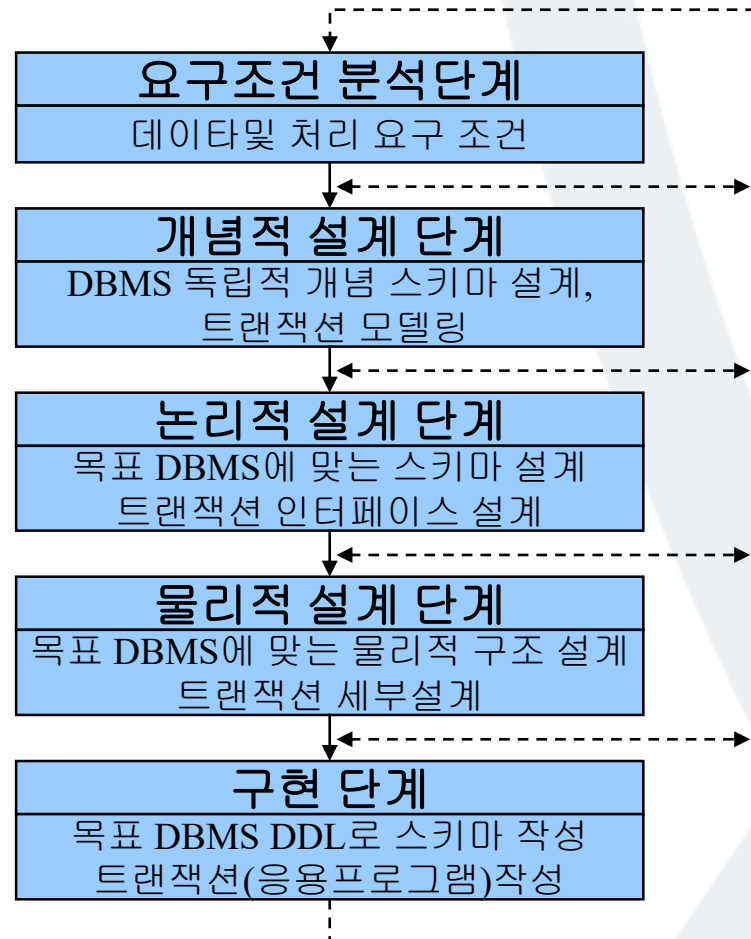 요구조건 분석단계
데이타및 처리 요구 조건
개념적 설계 단계
DBMS 독립적 개념 스키마 설계,
트랜잭션 모델링
논리적 설계 단계
목표 DBMS에 맞는 스키마 설계
트랜잭션 인터페이스 설계
물리적 설계 단계
목표 DBMS에 맞는 물리적 구조 설계
트랜잭션 세부설계
구현 단계
목표 DBMS DDL로 스키마 작성
트랜잭션(응용프로그램)작성